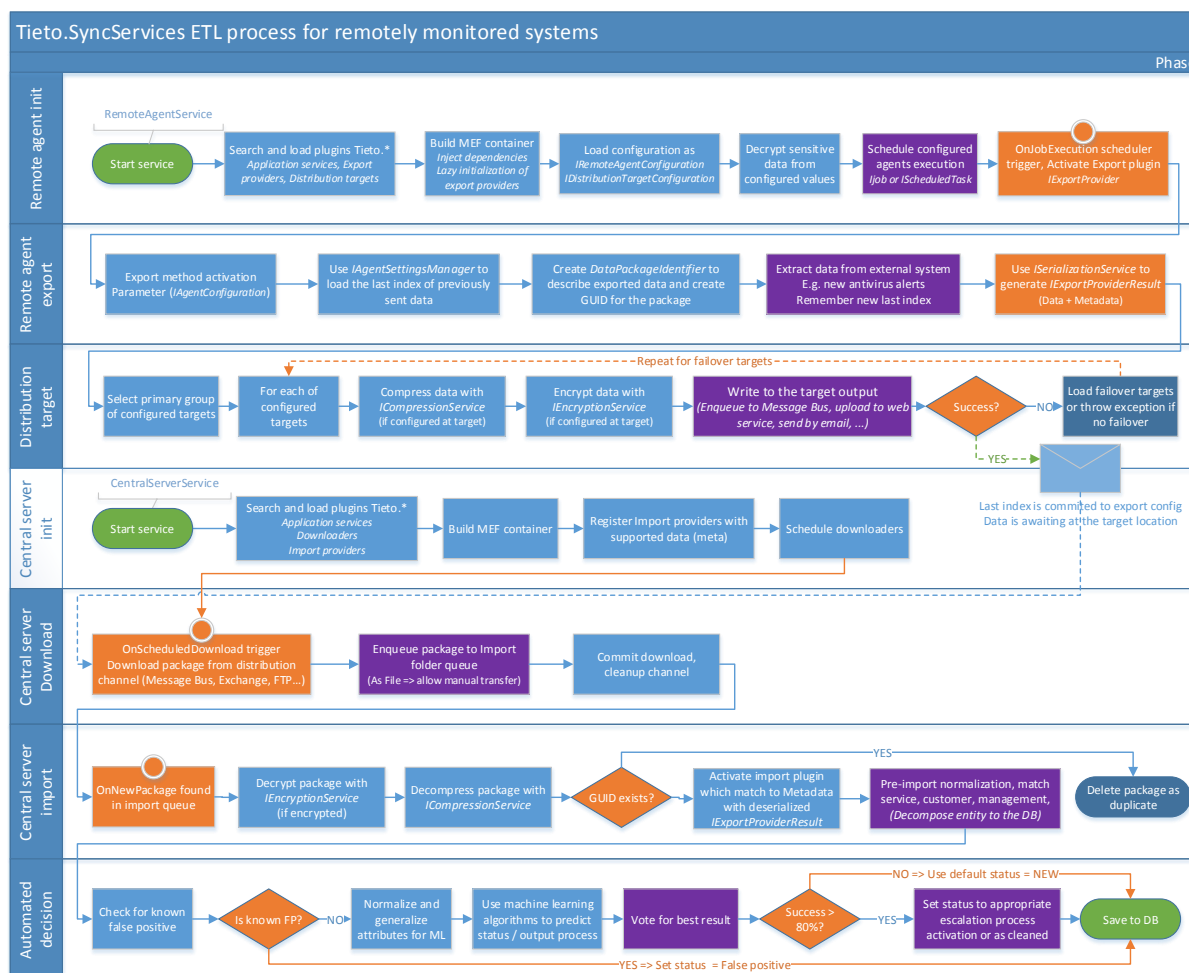 Tieto.SyncServices ETL process for remotely monitored systems
Phas
Remote agent init
RemoteAgentService
Start service
Search and load plugins Tieto.*
Application services, Export
providers, Distribution targets
Build MEF container
Inject dependencies
Lazy initialization of
export providers
Load configuration as
IRemoteAgentConfiguration
IDistributionTargetConfiguration
Decrypt sensitive
data from
configured values
Schedule configured
agents execution
Ijob or IScheduledTask
OnJobExecution scheduler
trigger, Activate Export plugin
IExportProvider
Remote agent
export
Export method activation
Parameter (IAgentConfiguration)
Use IAgentSettingsManager to
load the last index of previously
sent data
Create DataPackageIdentifier to
describe exported data and create
GUID for the package
Extract data from external system
E.g. new antivirus alerts
Remember new last index
Use ISerializationService to
generate IExportProviderResult
(Data + Metadata)
Distribution
target
Repeat for failover targets
Select primary group
of configured targets
For each of
configured
targets
Compress data with
ICompressionService
(if configured at target)
Encrypt data with
IEncryptionService
(if configured at target)
Write to the target output
(Enqueue to Message Bus, upload to web
service, send by email, ...)
Success?
NO
Load failover targets
or throw exception if
no failover
YES
Central server
init
CentralServerService
Start service
Search and load plugins Tieto.*
Application services
Downloaders
Import providers
Build MEF container
Register Import providers with
supported data (meta)
Schedule downloaders
Last index is commited to export config
Data is awaiting at the target location
Central server
Download
OnScheduledDownload trigger
Download package from distribution
channel (Message Bus, Exchange, FTP...)
Enqueue package to Import
folder queue
(As File => allow manual transfer)
Commit download,
cleanup channel
Central server
import
OnNewPackage found
in import queue
Decrypt package with
IEncryptionService
(if encrypted)
Decompress package with
ICompressionService
GUID exists?
YES
Activate import plugin
which match to Metadata
with deserialized
IExportProviderResult
Pre-import normalization, match
service, customer, management,
(Decompose entity to the DB)
Delete package as
duplicate
Automated
decision
Check for known
false positive
Is known FP?
NO
Normalize and
generalize
attributes for ML
Use machine learning
algorithms to predict
status / output process
Vote for best result
Success >
80%?
NO => Use default status = NEW
YES
Set status to appropriate
escalation process
activation or as cleaned
Save to DB
YES => Set status = False positive